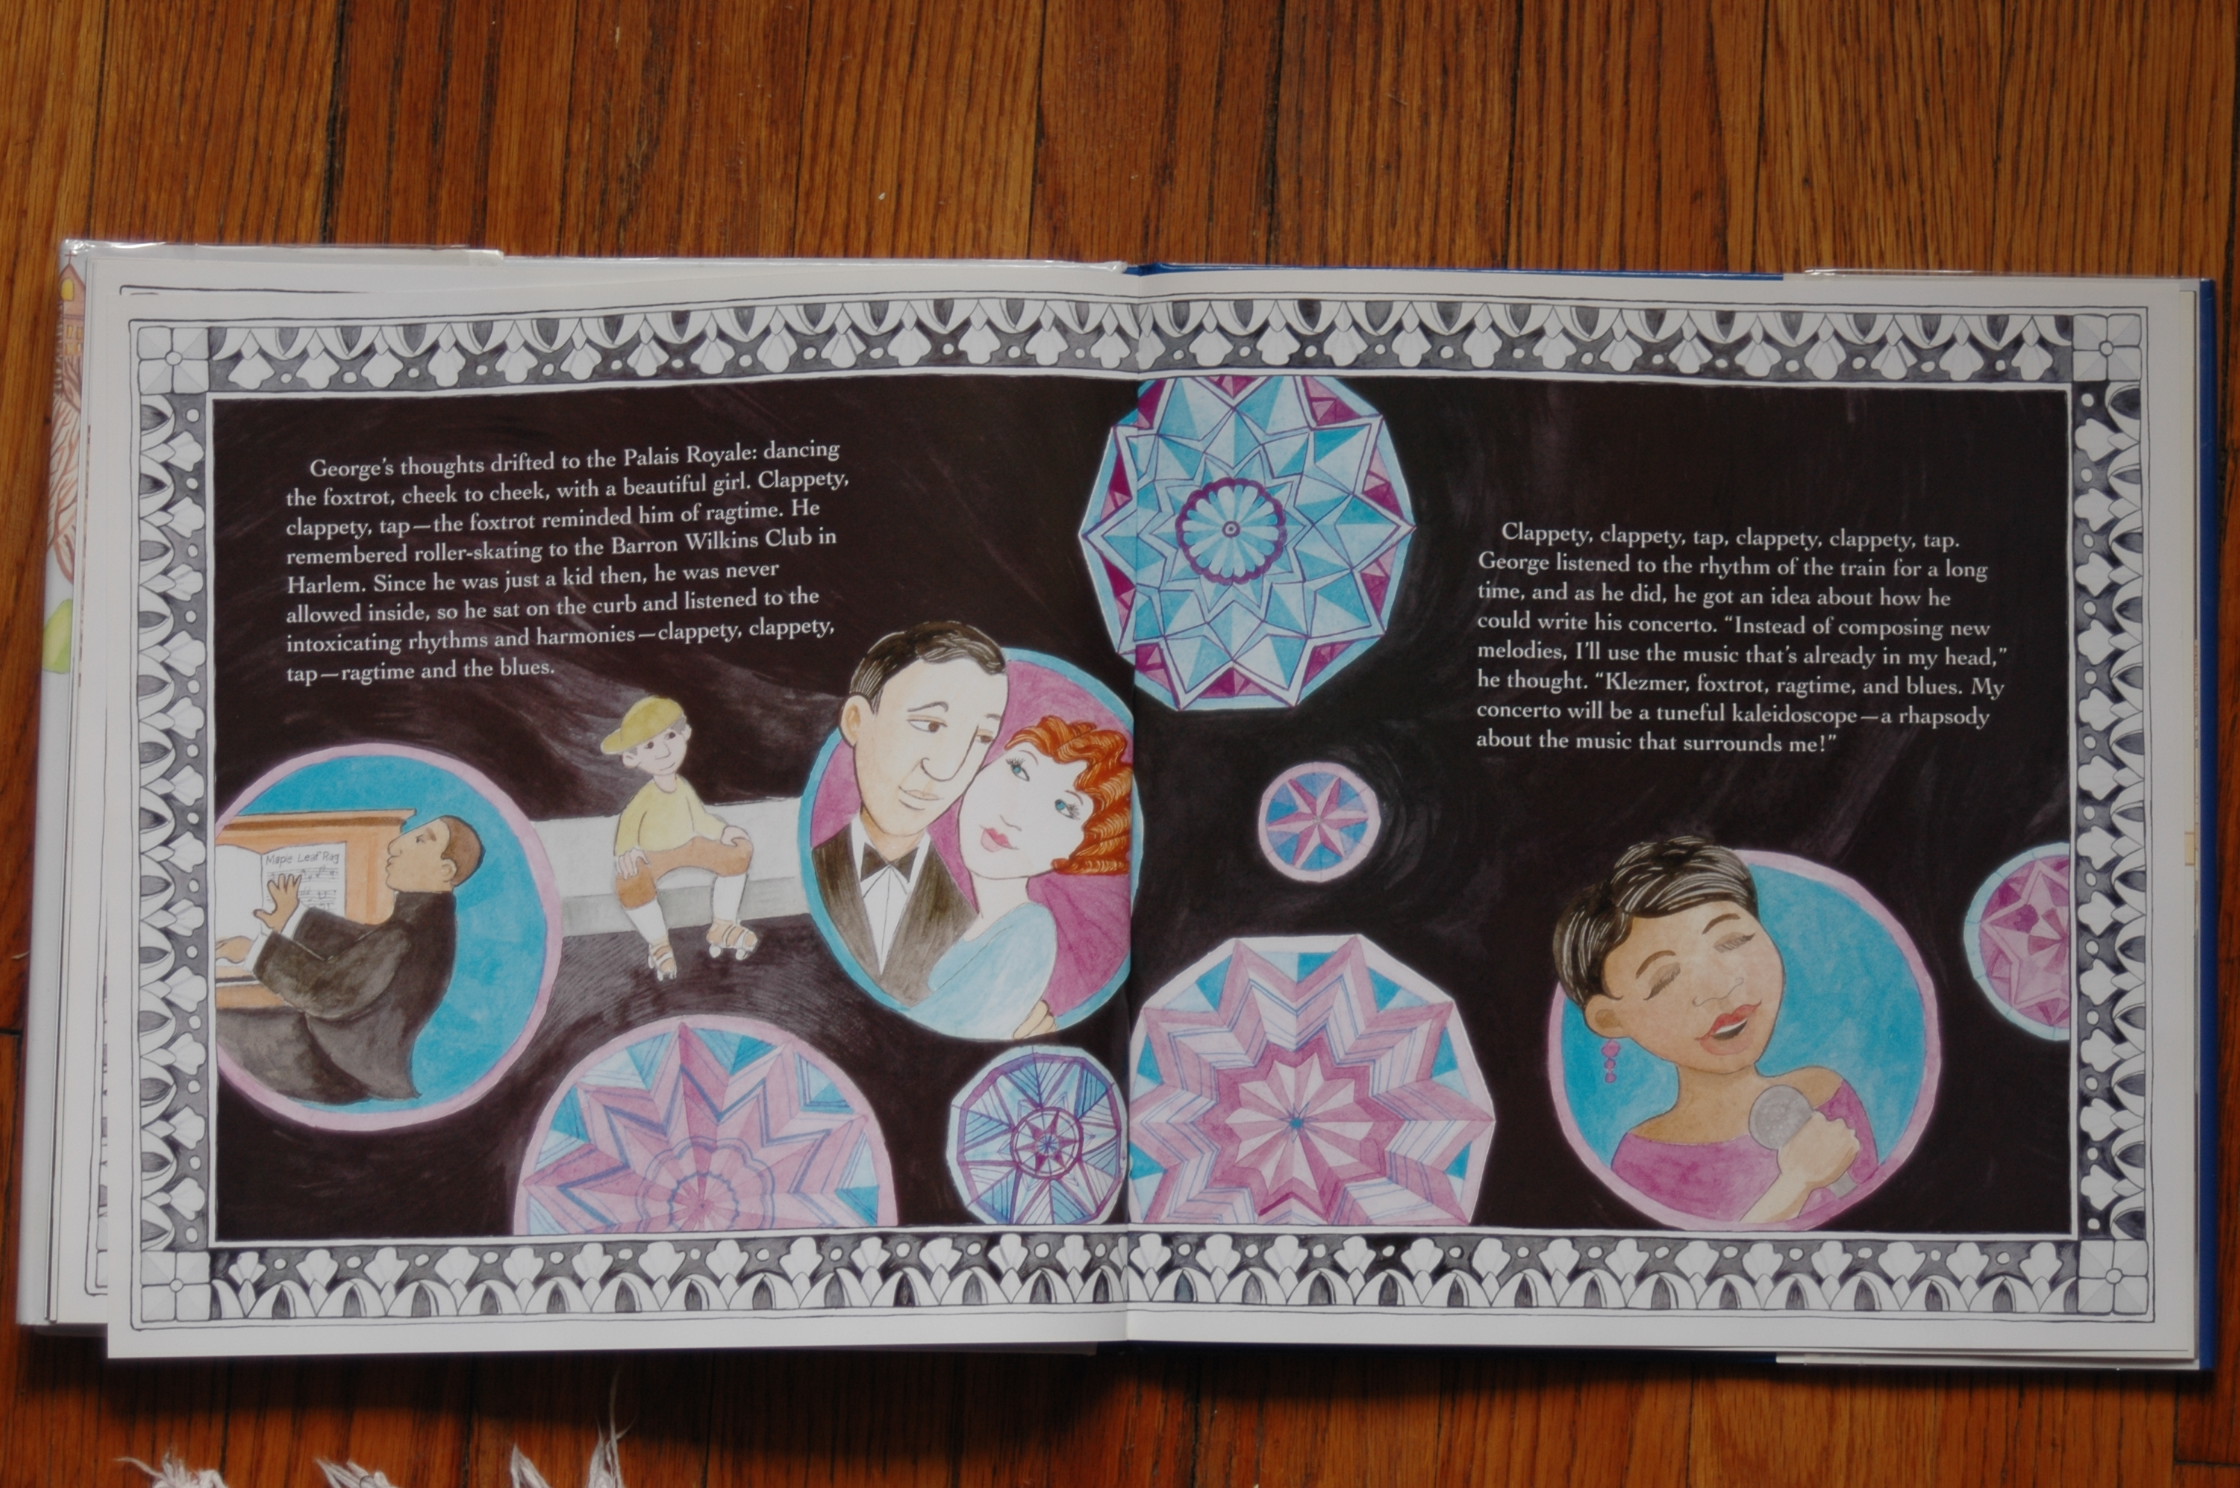 George's thoughts drifted to the Palais Royale: dancing
the foxtrot, cheek to cheek, with a beautiful girl. Clappety,
clappety, tap—the foxtrot reminded him of ragtime. He
remembered roller-skating to the Barron Wilkins Club in
Harlem. Since he was just a kid then, he was never
allowed inside, so he sat on the curb and listened to the
intoxicating rhythms and harmonies—clappety, clappety,
tap—ragtime and the blues.
Maple Leaf Rag
Clappety, clappety, tap, clappety, clappety, tap.
George listened to the rhythm of the train for a long
time, and as he did, he got an idea about how he
could write his concerto. “Instead of composing new
melodies, I'll use the music that's already in my head,”
he thought. “Klezmer, foxtrot, ragtime, and blues. My
concerto will be a tuneful kaleidoscope—a rhapsody
about the music that surrounds me!”